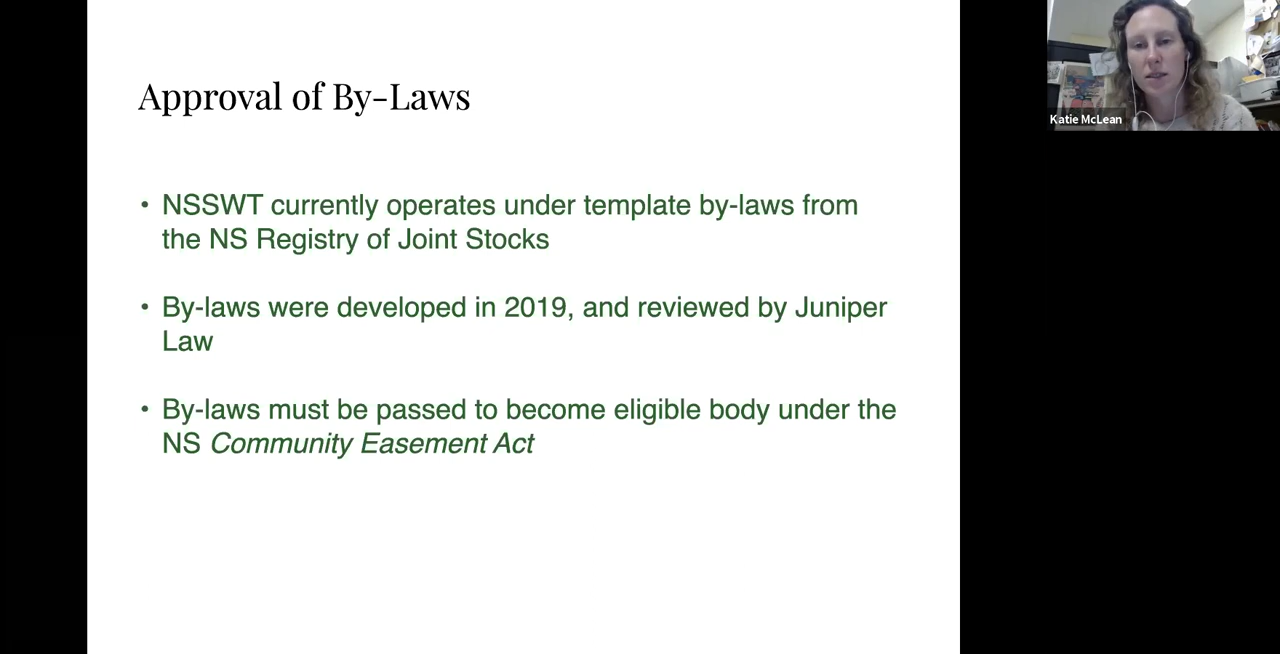 Approval of By-Laws
• NSSWT currently operates under template by-laws from
the NS Registry of Joint Stocks
• By-laws were developed in 2019, and reviewed by Juniper
Law
• By-laws must be passed to become eligible body under the
NS Community Easement Act
Katie McLean